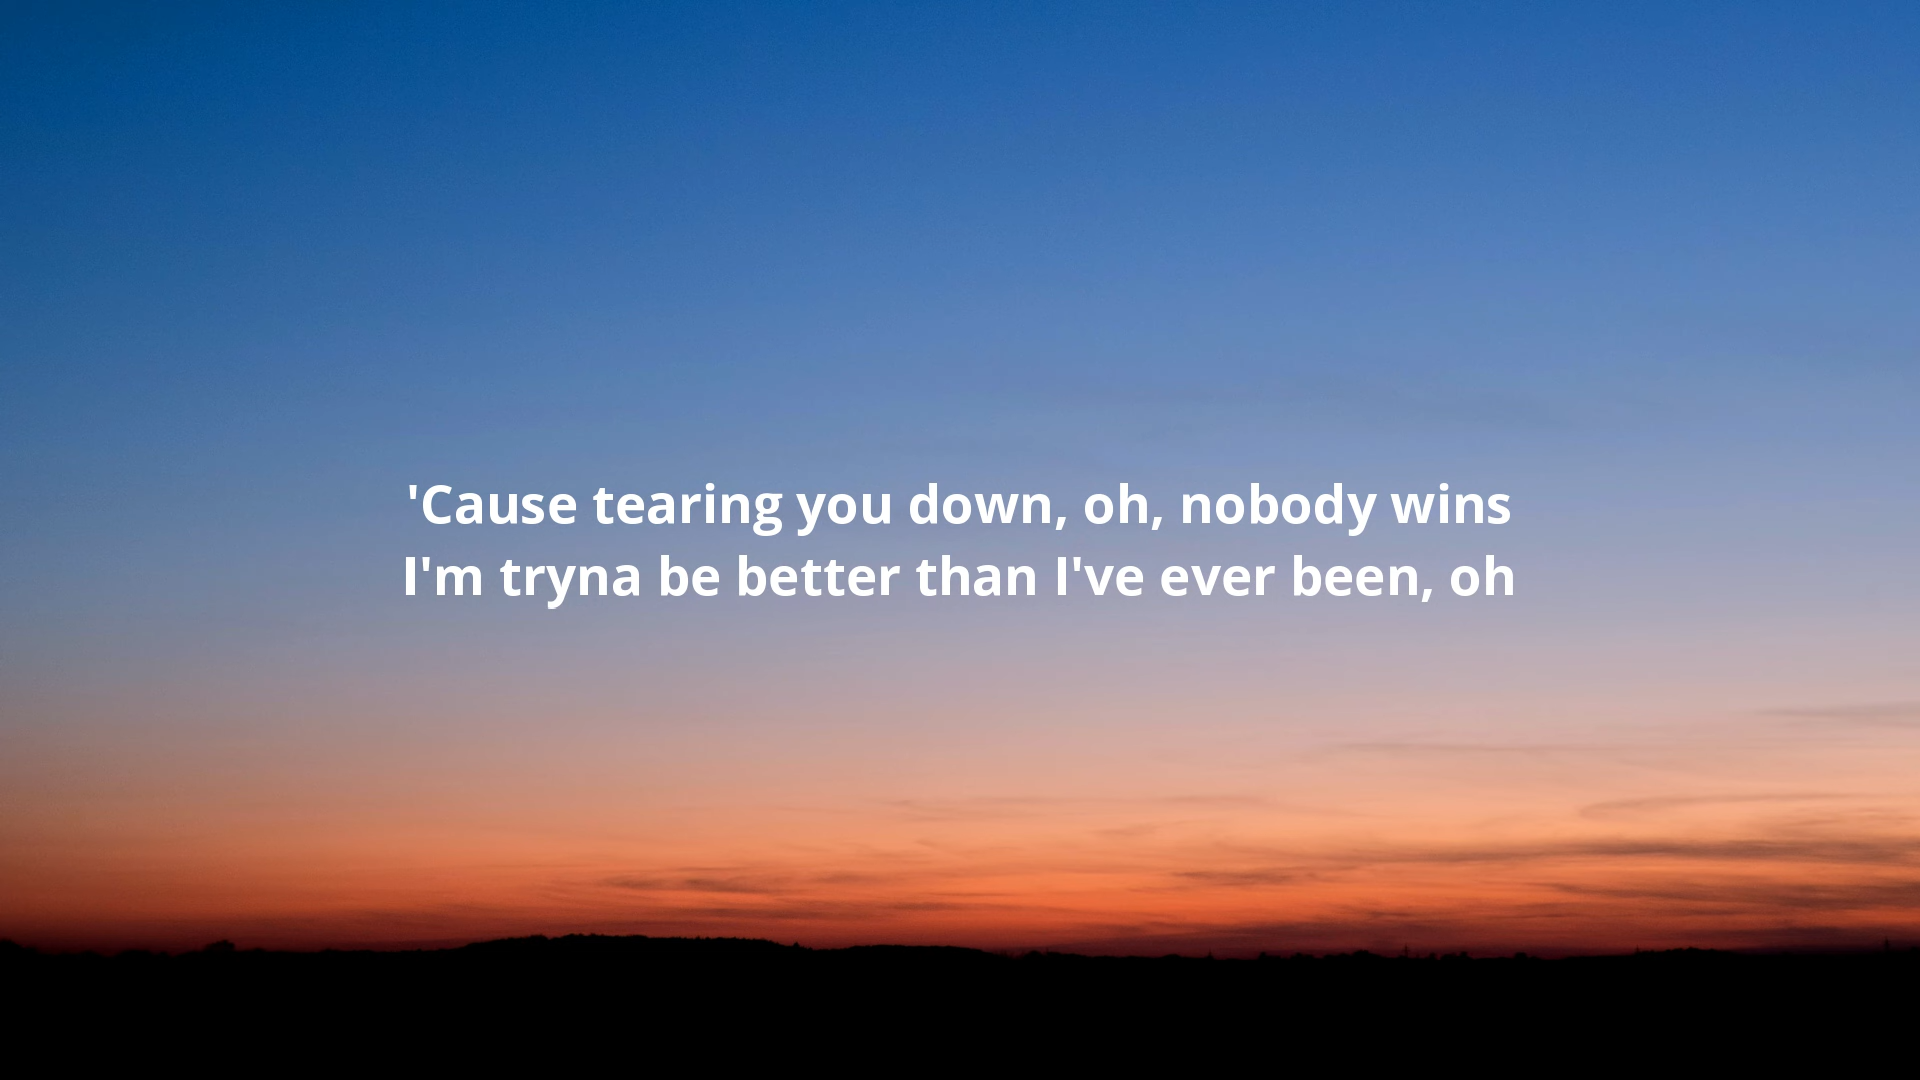 'Cause tearing you down, oh, nobody wins
I'm tryna be better than I've ever been, oh